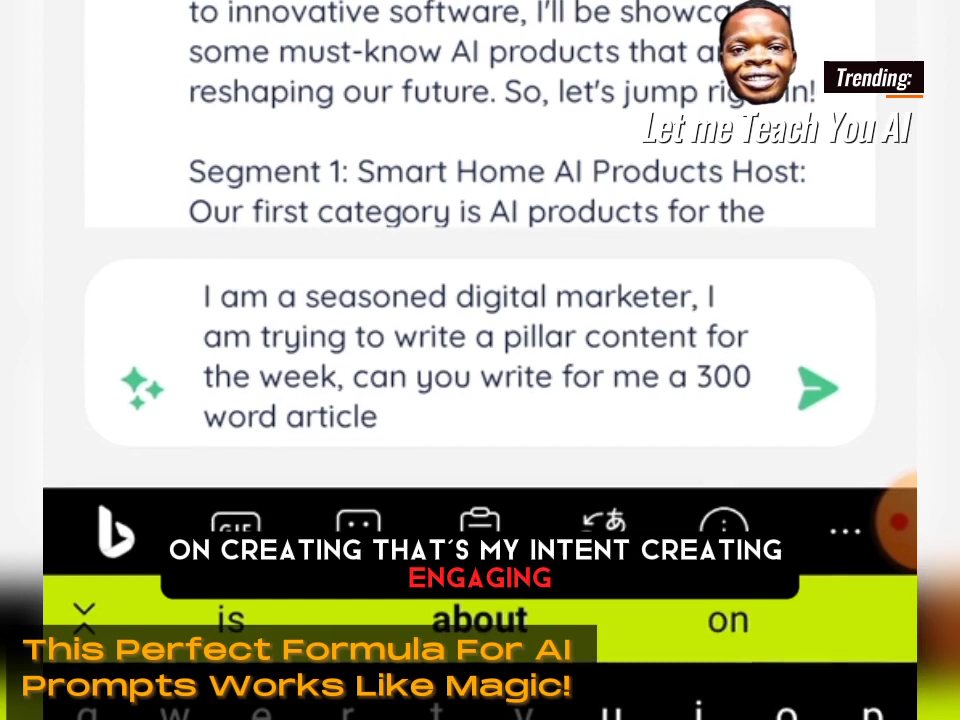 to innovative software, I'll be
some must-know AI products that
reshaping our future. So, let's jump in!
Trending:
Let me Teach You AI
Segment 1: Smart Home AI Products Host:
Our first category is AI products for the
I am a seasoned digital marketer, I
am trying to write a pillar content for
the week, can you write for me a 300
word article
GIF
ON CREATING THAT'S MY INTENT CREATING
ENGAGING
is about on
This Perfect Formula For AI
Prompts Works Like Magic!
q w e r t y u i o p